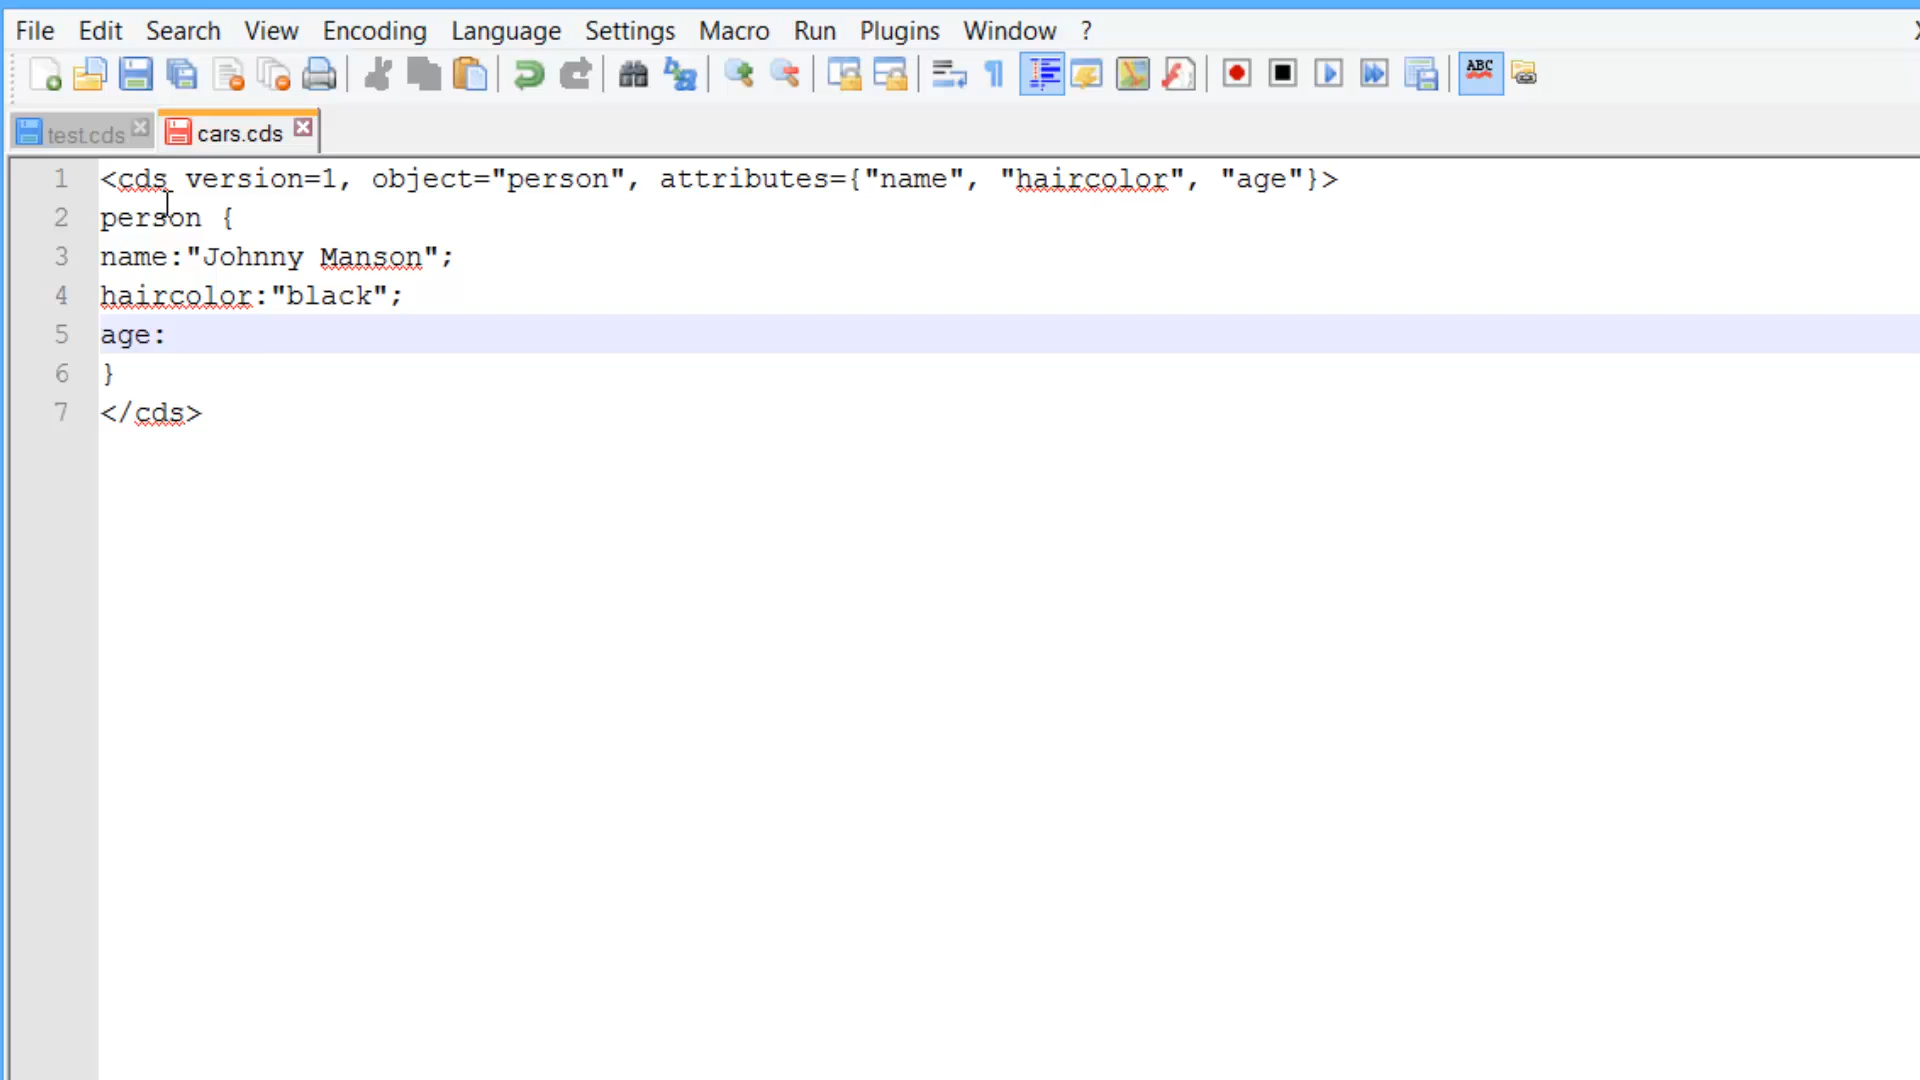 File Edit Search View Encoding Language Settings Macro Run Plugins Window ?
ABC
test.cds cars.cds
1 <cds version=1, object="person", attributes={"name", "haircolor", "age"}>
2 person {
3 name:"Johnny Manson";
4 haircolor:"black";
5 age:
6 }
7 </cds>